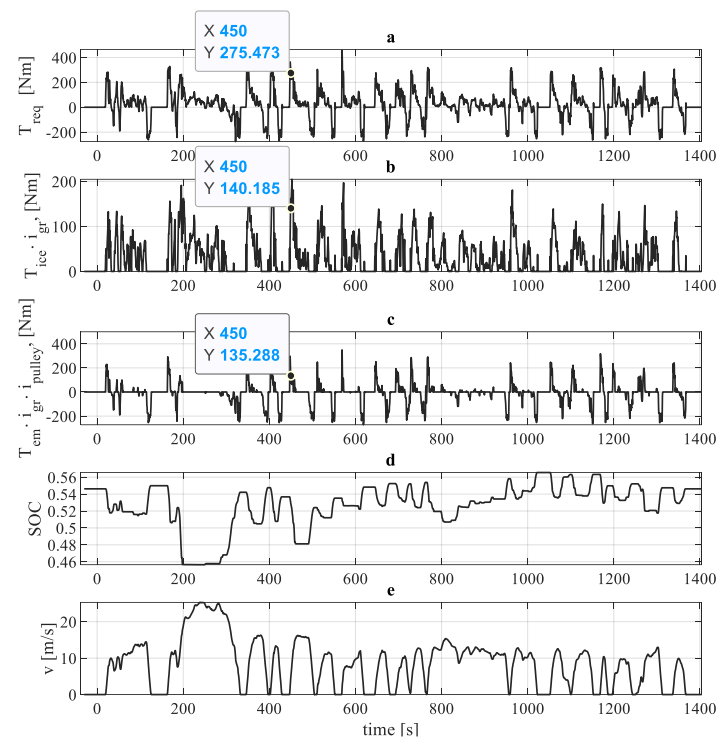 X 450
Y 275.473
a
400
200
0
-200
T_req [Nm]
0 200 400 600 800 1000 1200 1400
X 450
Y 140.185
b
200
100
0
T_ice · i_gr, [Nm]
0 200 400 600 800 1000 1200 1400
X 450
Y 135.288
c
400
200
0
-200
T_em · i_gr · i_pulley, [Nm]
0 200 400 600 800 1000 1200 1400
d
0.56
0.54
0.52
0.5
0.48
0.46
SOC
0 200 400 600 800 1000 1200 1400
e
20
10
0
v [m/s]
0 200 400 600 800 1000 1200 1400
time [s]